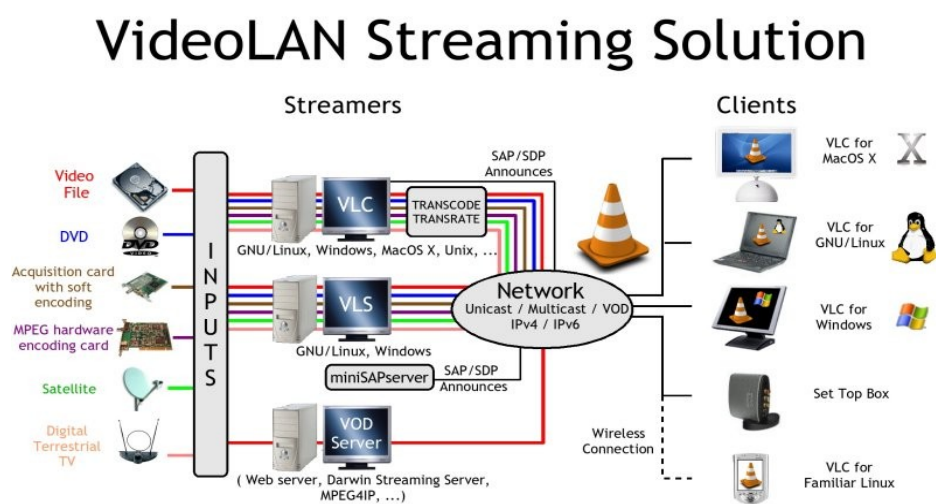 VideoLAN Streaming Solution
Streamers
Clients
Video
File
DVD
DVD
VIDEO
Acquisition card
with soft
encoding
MPEG hardware
encoding card
Satellite
Digital
Terrestrial
TV
INPUTS
VLC
TRANSCODE
TRANSRATE
SAP/SDP
Announces
GNU/Linux, Windows, MacOS X, Unix, ...
VLS
GNU/Linux, Windows
miniSAPserver
SAP/SDP
Announces
VOD
Server
( Web server, Darwin Streaming Server,
MPEG4IP, ...)
Network
Unicast / Multicast / VOD
IPv4 / IPv6
Wireless
Connection
VLC for
MacOS X
X
VLC for
GNU/Linux
VLC for
Windows
Set Top Box
VLC for
Familiar Linux